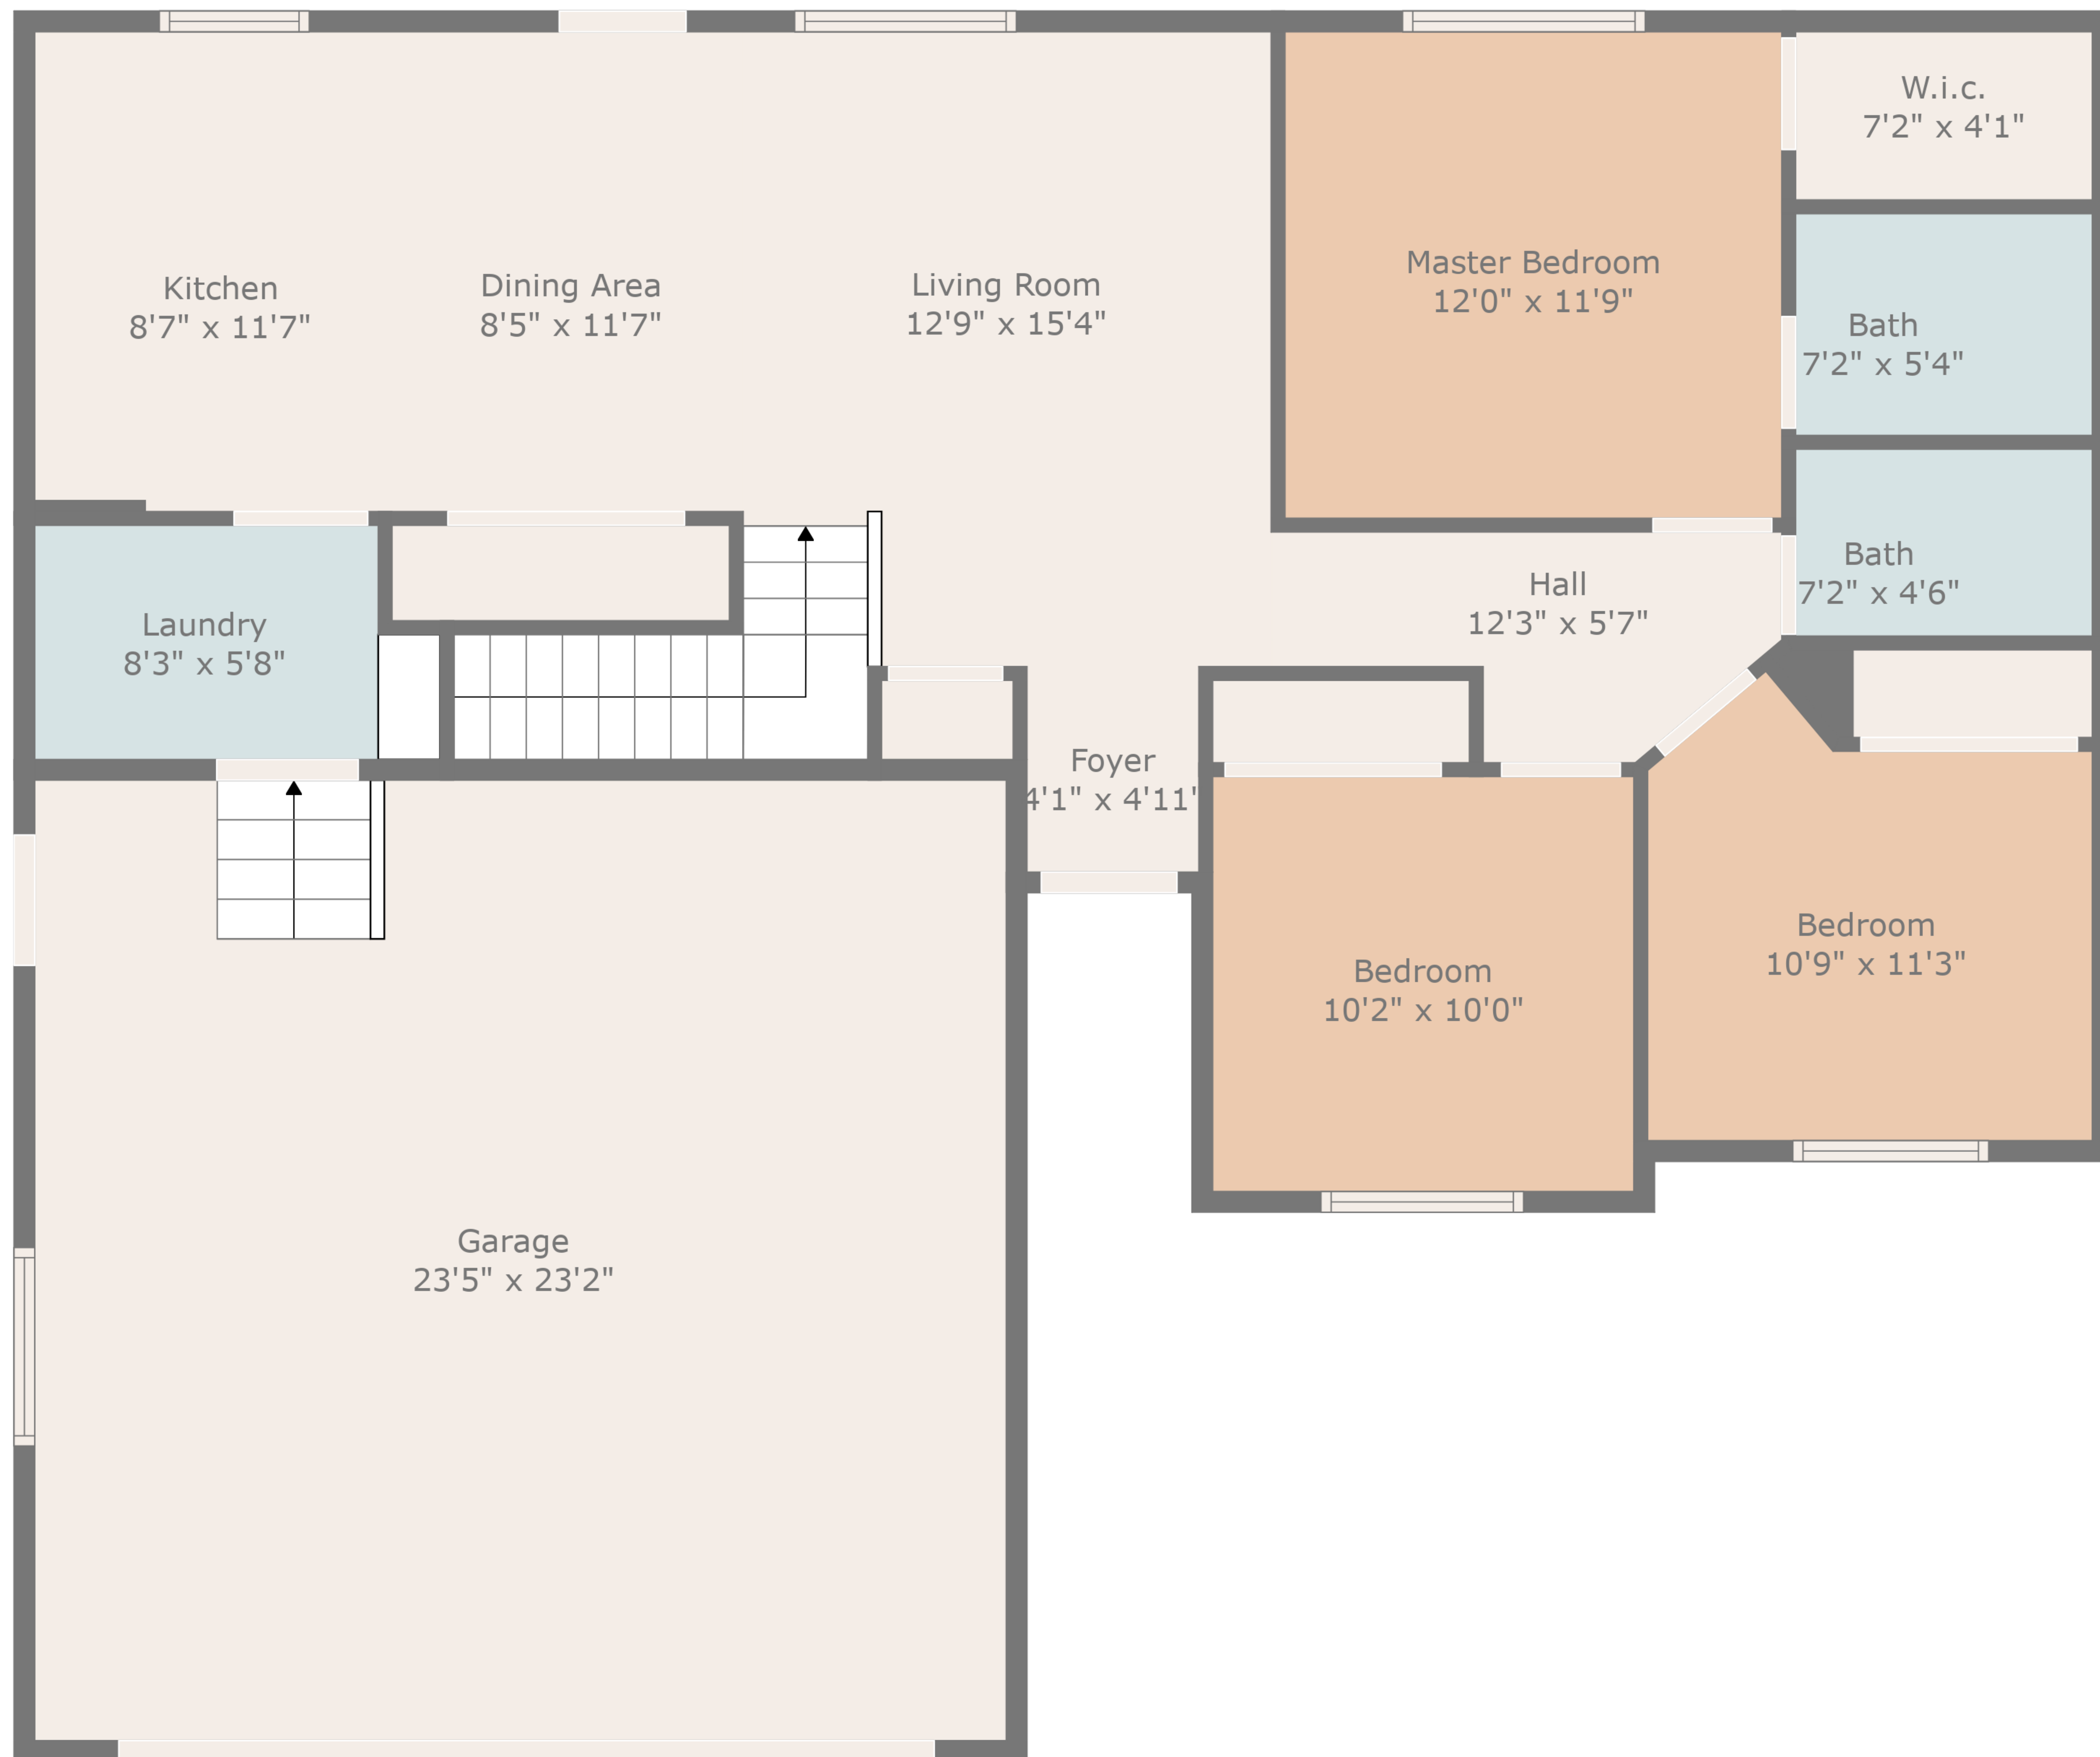 W.i.c.
7'2" x 4'1"
Kitchen
8'7" x 11'7"
Dining Area
8'5" x 11'7"
Living Room
12'9" x 15'4"
Master Bedroom
12'0" x 11'9"
Bath
7'2" x 5'4"
Bath
7'2" x 4'6"
Hall
12'3" x 5'7"
Laundry
8'3" x 5'8"
Foyer
4'1" x 4'11'
Bedroom
10'2" x 10'0"
Bedroom
10'9" x 11'3"
Garage
23'5" x 23'2"